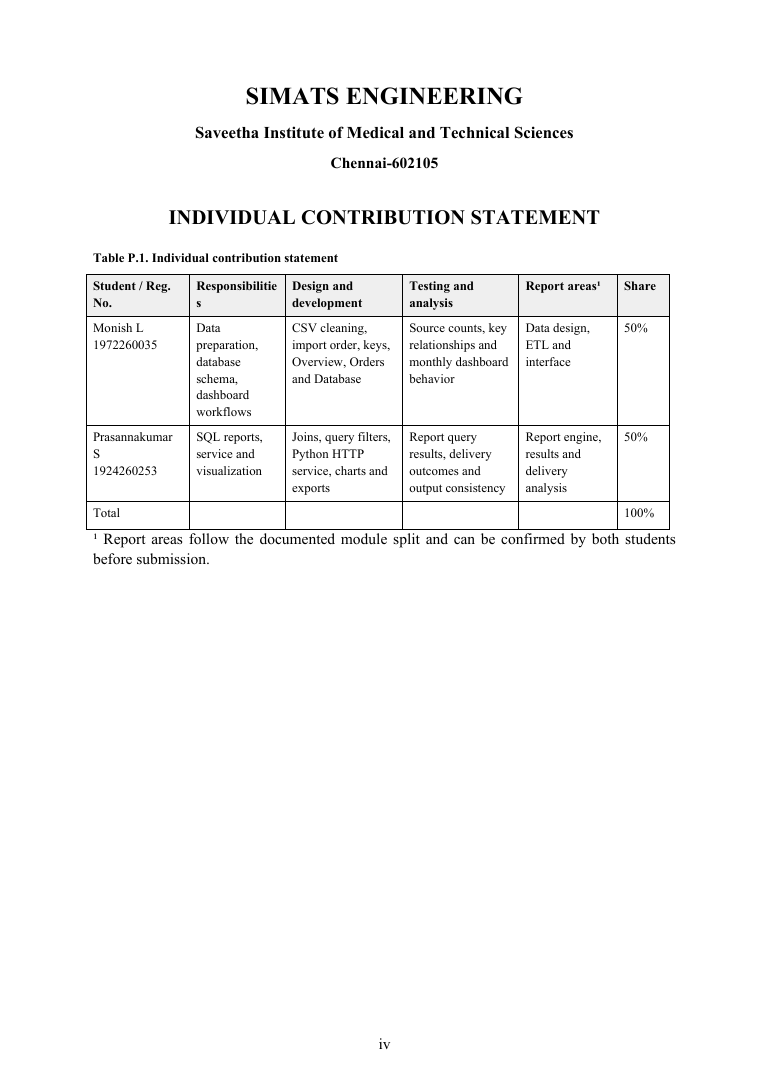 SIMATS ENGINEERING
Saveetha Institute of Medical and Technical Sciences
Chennai-602105
INDIVIDUAL CONTRIBUTION STATEMENT
Table P.1. Individual contribution statement
Student / Reg.
No.
Responsibilitie
s
Design and
development
Testing and
analysis
Report areas¹
Share
Monish L
1972260035
Data
preparation,
database
schema,
dashboard
workflows
CSV cleaning,
import order, keys,
Overview, Orders
and Database
Source counts, key
relationships and
monthly dashboard
behavior
Data design,
ETL and
interface
50%
Prasannakumar
S
1924260253
SQL reports,
service and
visualization
Joins, query filters,
Python HTTP
service, charts and
exports
Report query
results, delivery
outcomes and
output consistency
Report engine,
results and
delivery
analysis
50%
Total
100%
¹ Report areas follow the documented module split and can be confirmed by both students
before submission.
iv